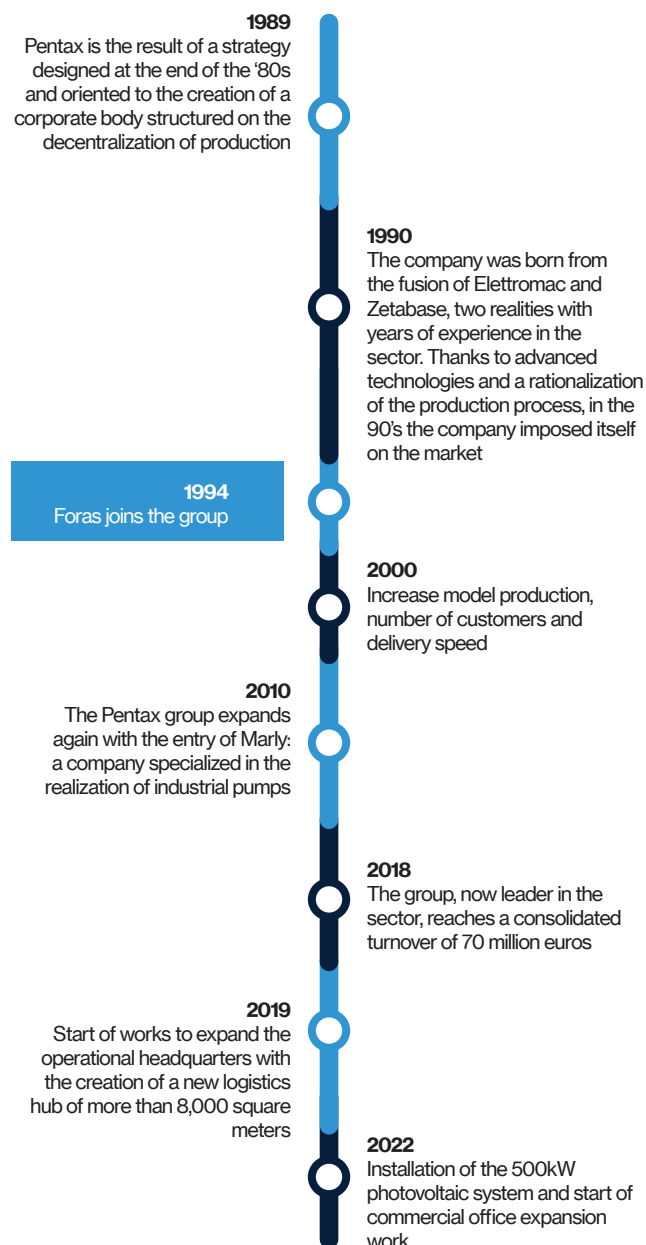 1989
Pentax is the result of a strategy
designed at the end of the ‘80s
and oriented to the creation of a
corporate body structured on the
decentralization of production
1990
The company was born from
the fusion of Elettromac and
Zetabase, two realities with
years of experience in the
sector. Thanks to advanced
technologies and a rationalization
of the production process, in the
90’s the company imposed itself
on the market
1994
Foras joins the group
2000
Increase model production,
number of customers and
delivery speed
2010
The Pentax group expands
again with the entry of Marly:
a company specialized in the
realization of industrial pumps
2018
The group, now leader in the
sector, reaches a consolidated
turnover of 70 million euros
2019
Start of works to expand the
operational headquarters with
the creation of a new logistics
hub of more than 8,000 square
meters
2022
Installation of the 500kW
photovoltaic system and start of
commercial office expansion
work